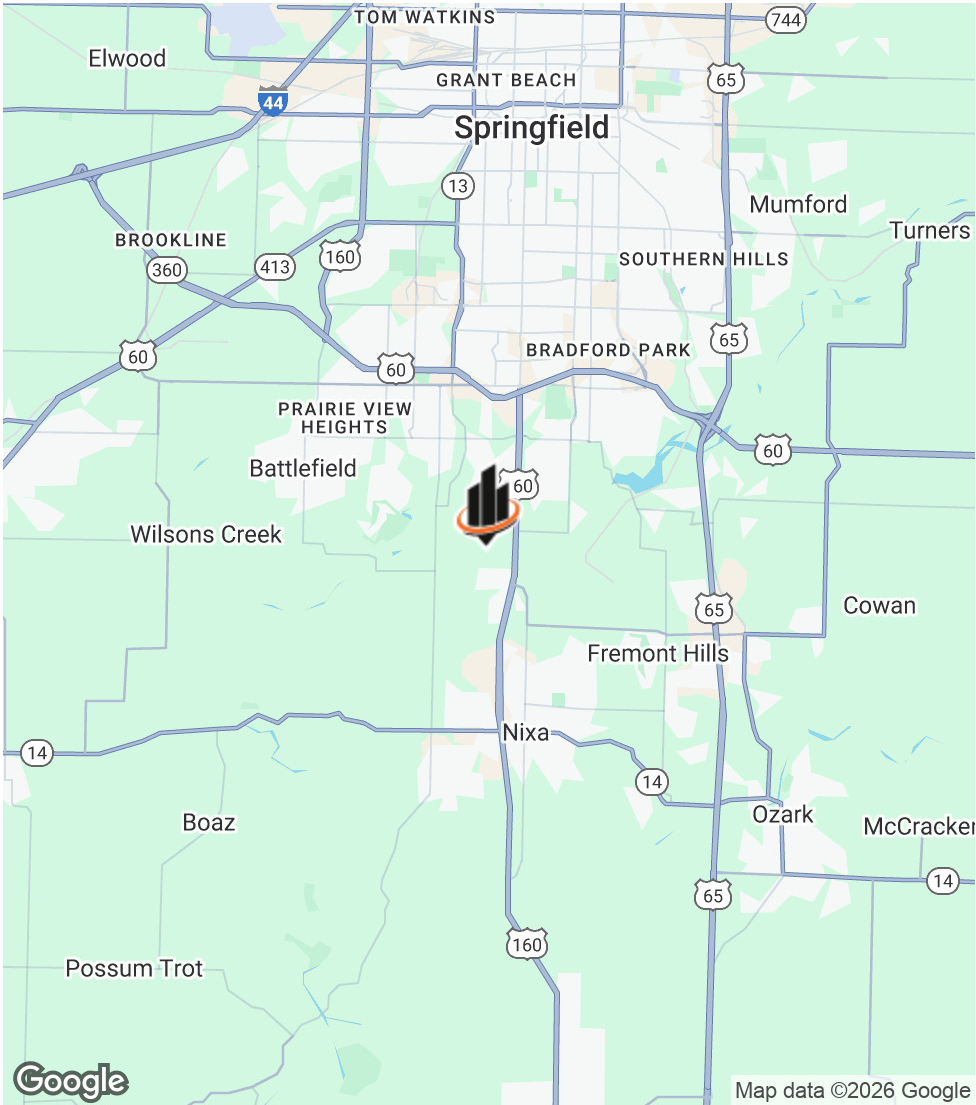 TOM WATKINS
744
Elwood
GRANT BEACH
65
44
Springfield
13
Mumford
Turners
BROOKLINE
160
SOUTHERN HILLS
360
413
65
60
BRADFORD PARK
60
PRAIRIE VIEW
HEIGHTS
60
Battlefield
60
Wilsons Creek
65
Cowan
Fremont Hills
Nixa
14
14
Ozark
Boaz
McCracken
14
65
160
Possum Trot
Google
Map data ©2026 Google